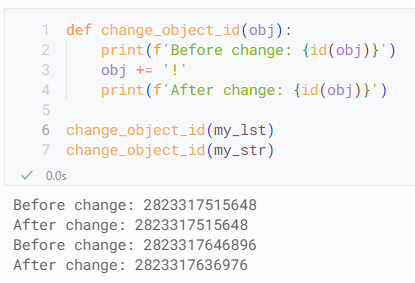 1 def change_object_id(obj):
2     print(f'Before change: {id(obj)}')
3     obj += '!'
4     print(f'After change: {id(obj)}')
5
6 change_object_id(my_lst)
7 change_object_id(my_str)
✓ 0.0s
Before change: 2823317515648
After change: 2823317515648
Before change: 2823317646896
After change: 2823317636976